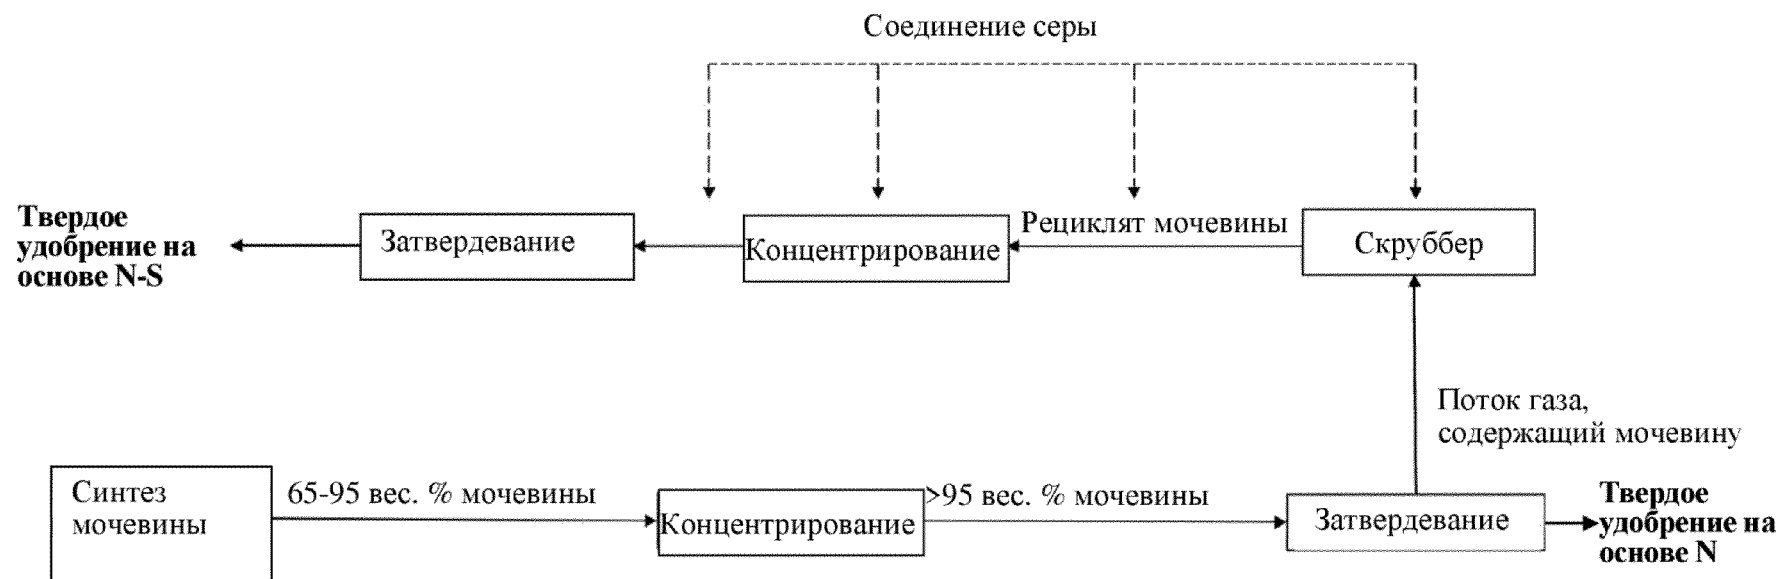 Соединение серы
Твердое
удобрение на
основе N-S
Затвердевание
Концентрирование
Рециклят мочевины
Скруббер
Поток газа,
содержащий мочевину
Синтез
мочевины
65-95 вес. % мочевины
Концентрирование
>95 вес. % мочевины
Затвердевание
Твердое
удобрение на
основе N